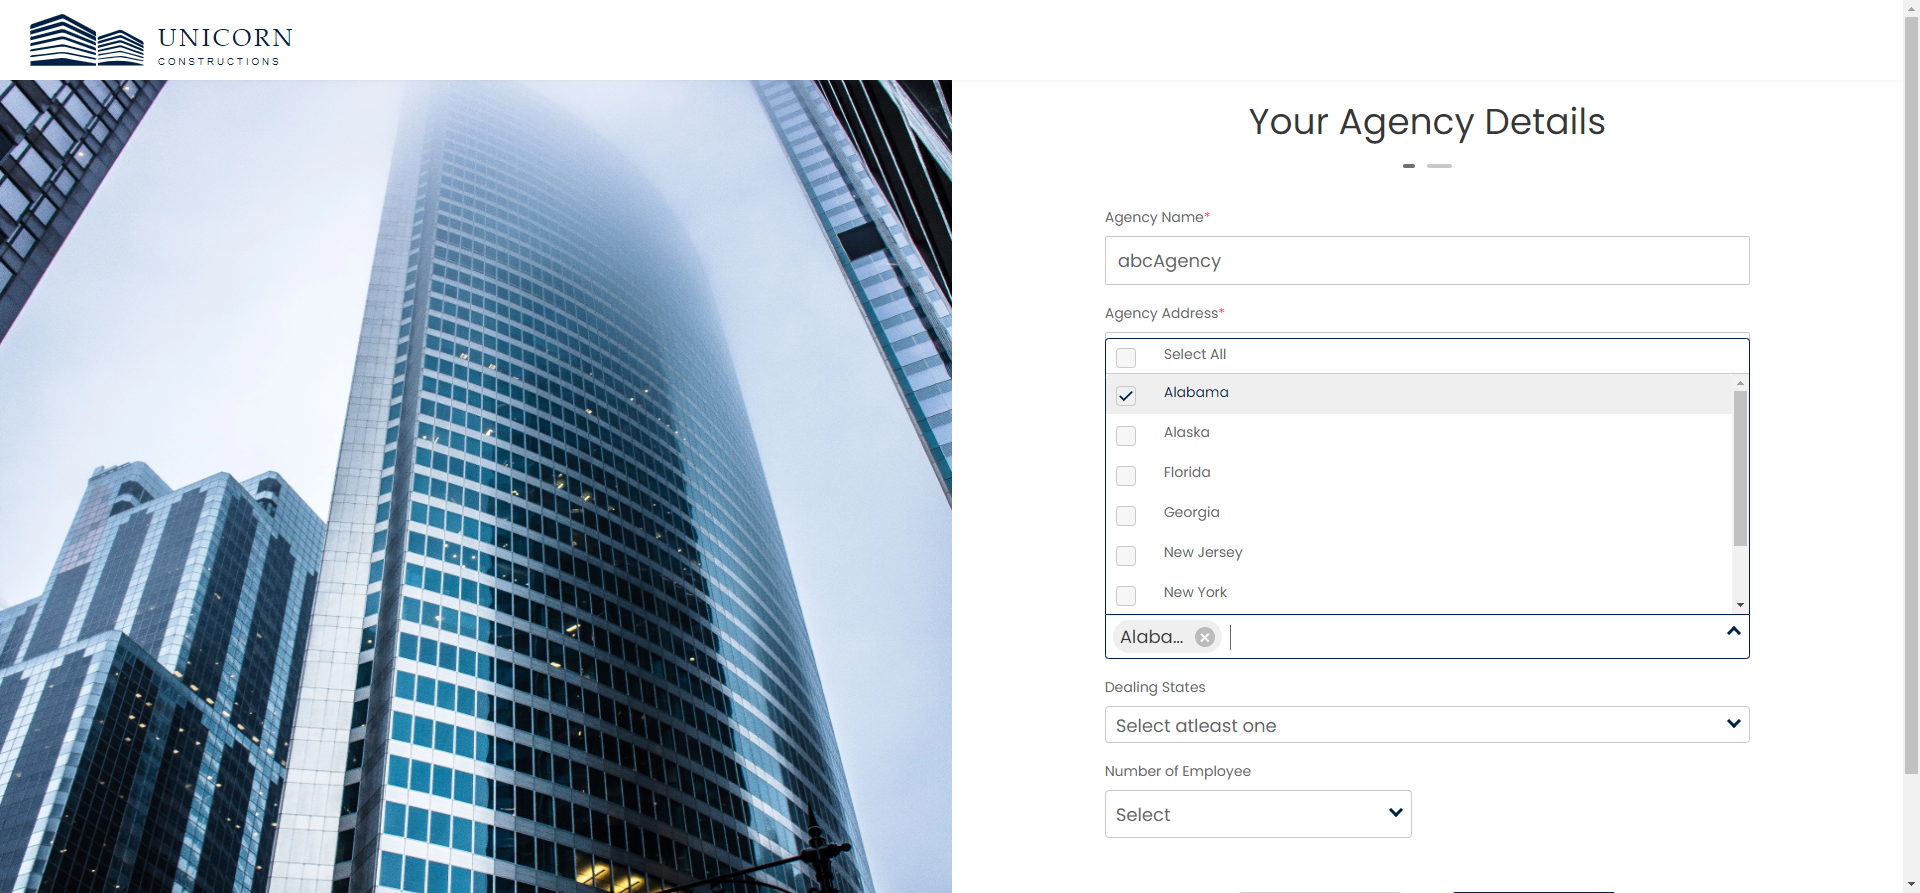 UNICORN
CONSTRUCTIONS
Your Agency Details
Agency Name*
abcAgency
Agency Address*
Select All
Alabama
Alaska
Florida
Georgia
New Jersey
New York
Alaba...
Dealing States
Select atleast one
Number of Employee
Select